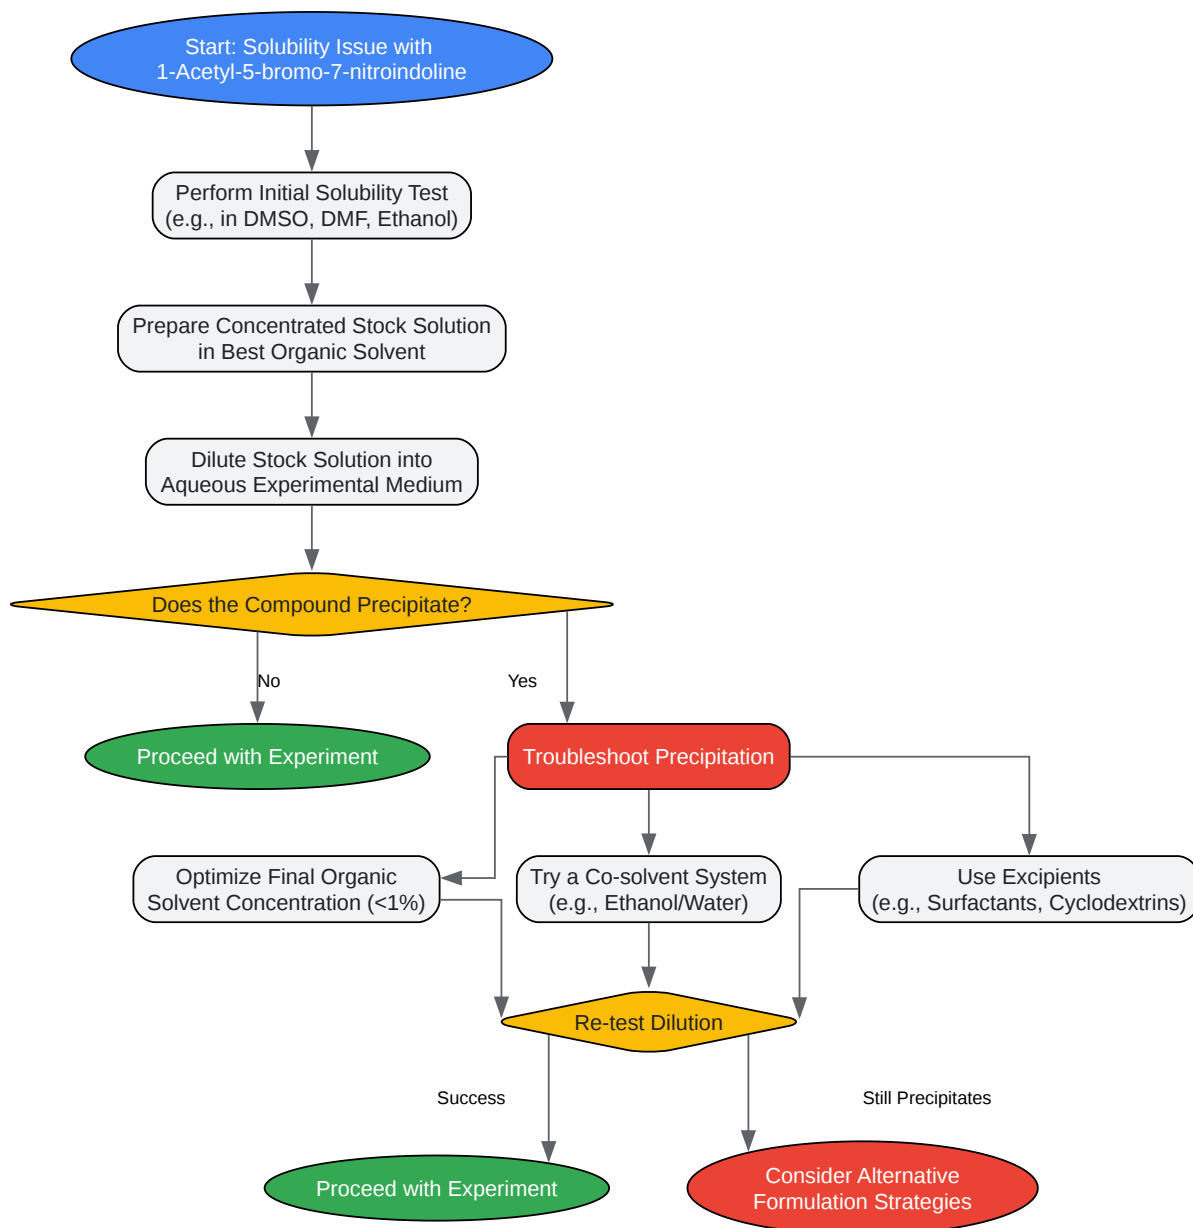 Start: Solubility Issue with
1-Acetyl-5-bromo-7-nitroindoline
Perform Initial Solubility Test
(e.g., in DMSO, DMF, Ethanol)
Prepare Concentrated Stock Solution
in Best Organic Solvent
Dilute Stock Solution into
Aqueous Experimental Medium
Does the Compound Precipitate?
No
Yes
Proceed with Experiment
Troubleshoot Precipitation
Optimize Final Organic
Solvent Concentration (<1%)
Try a Co-solvent System
(e.g., Ethanol/Water)
Use Excipients
(e.g., Surfactants, Cyclodextrins)
Re-test Dilution
Success
Still Precipitates
Proceed with Experiment
Consider Alternative
Formulation Strategies